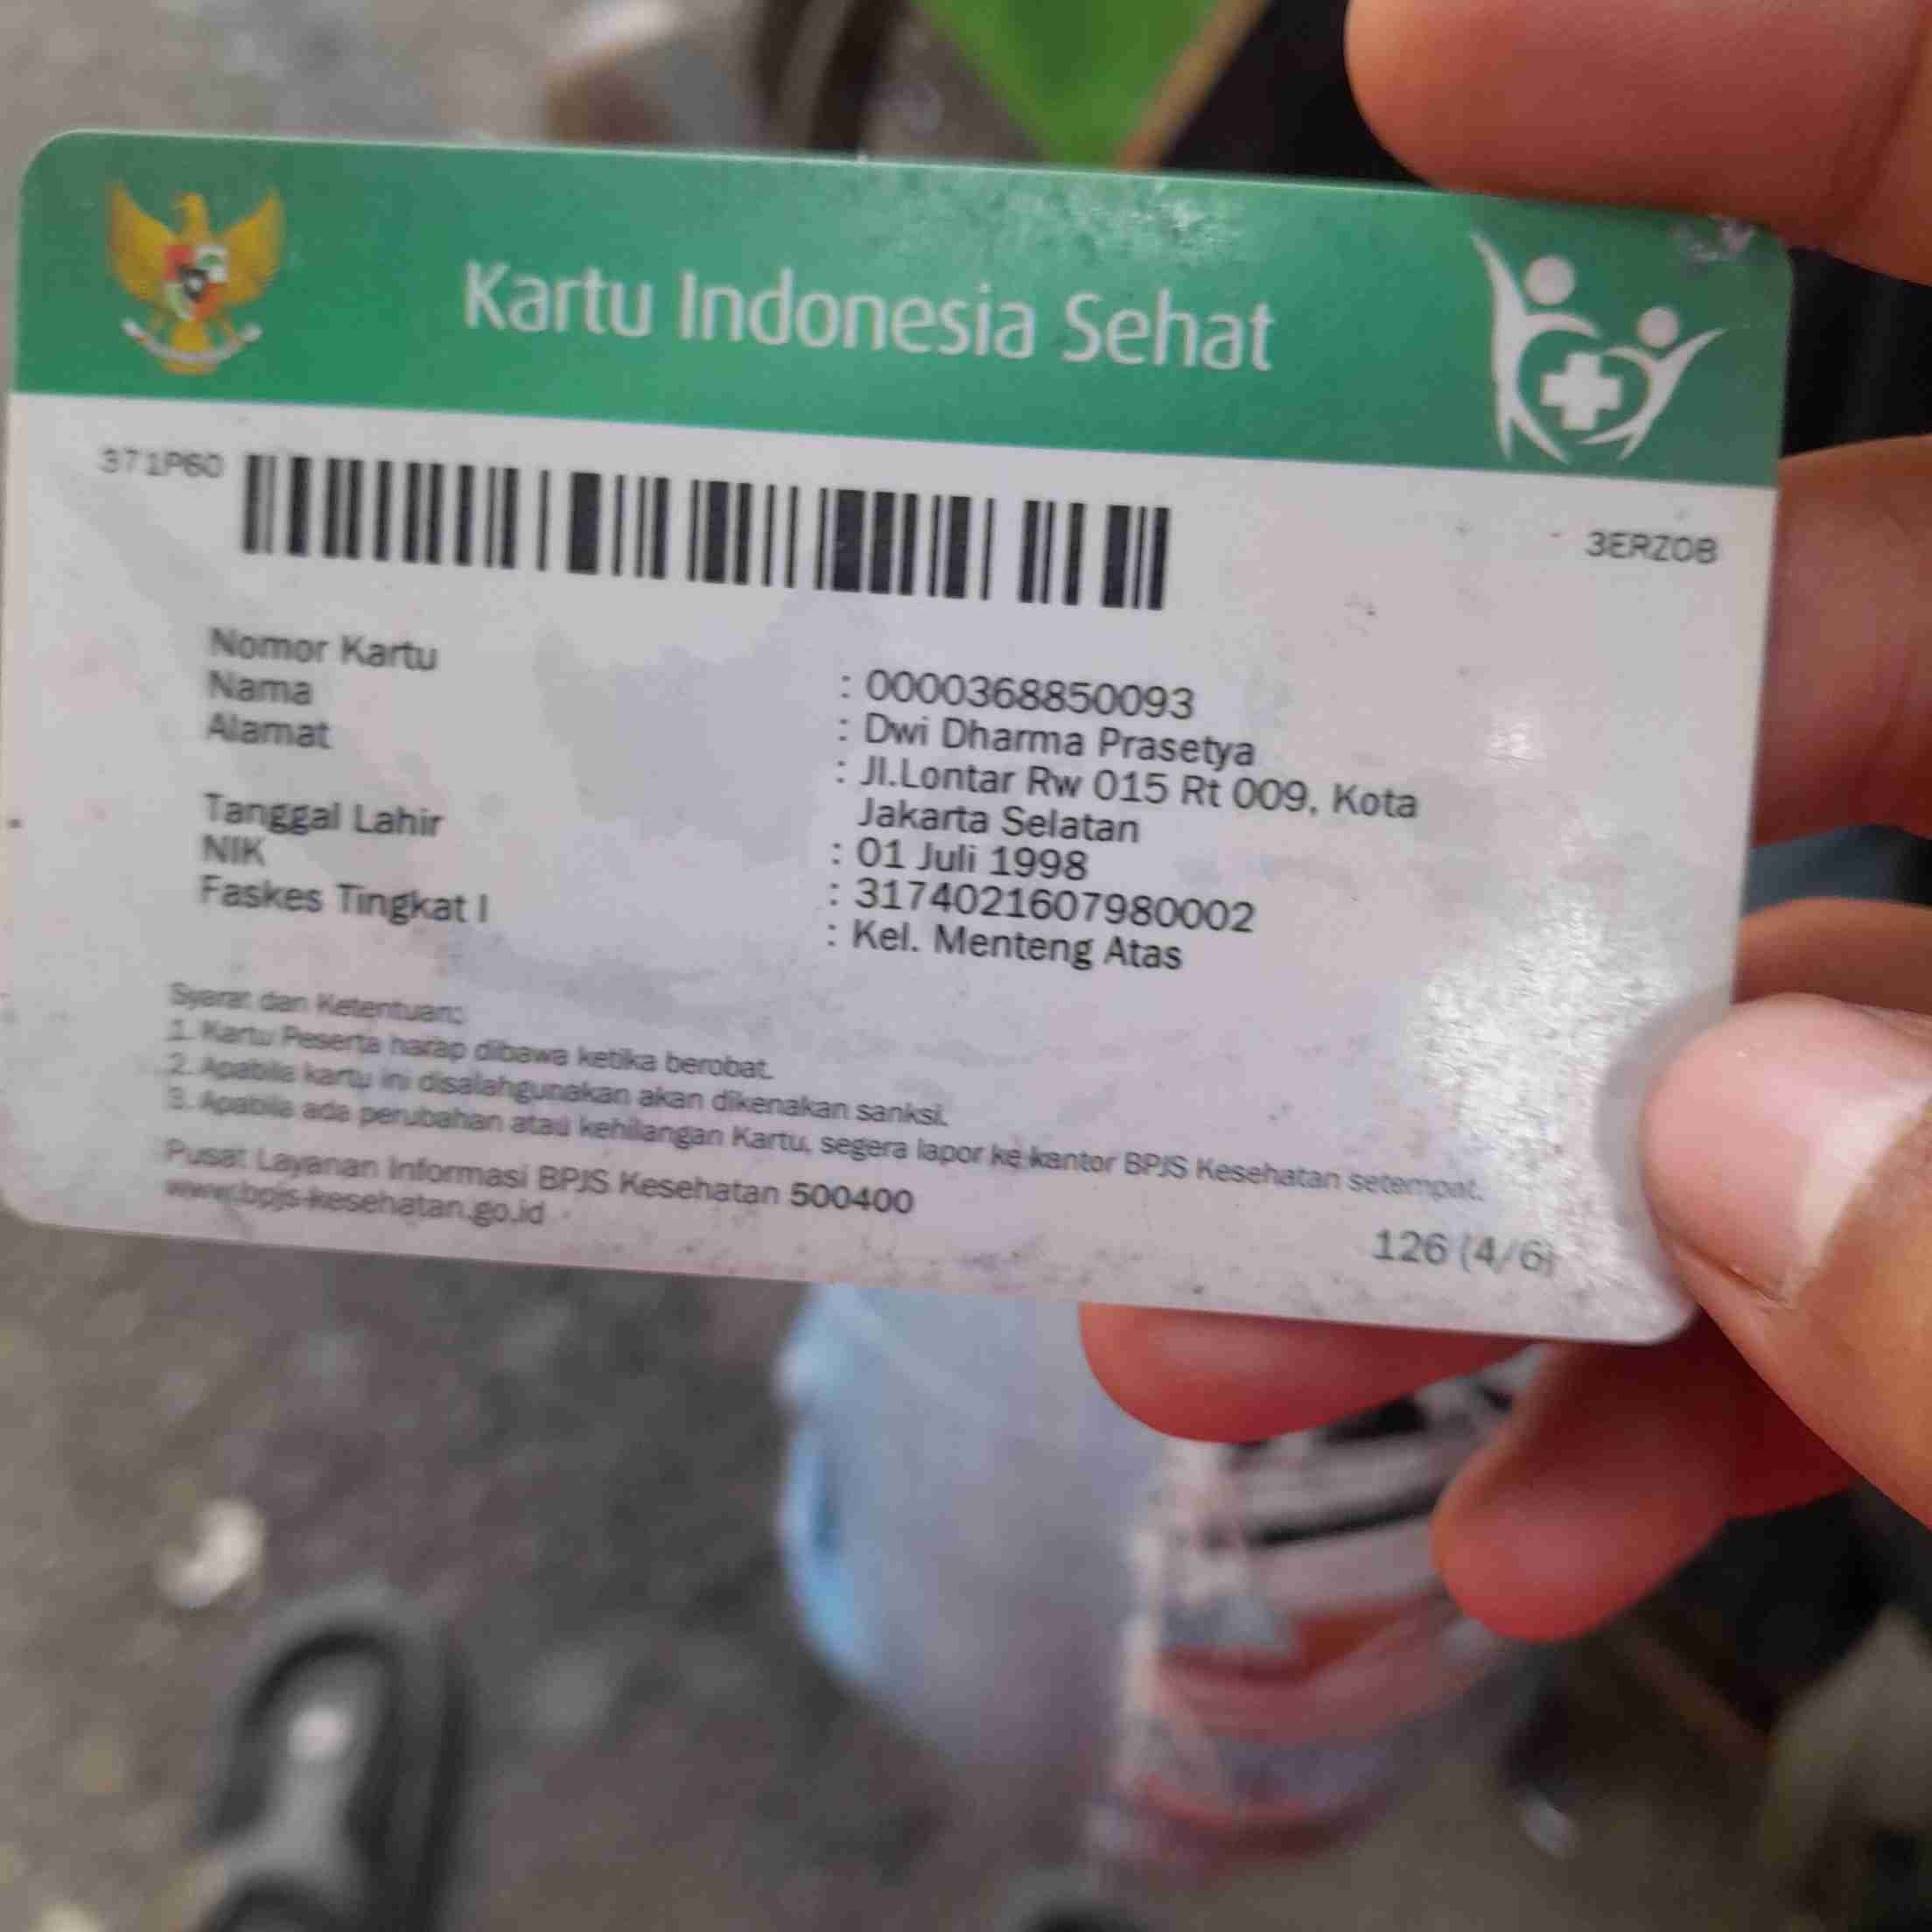 Kartu Indonesia Sehat
371P60
3ERZOB
Nomor Kartu : 0000368850093
Nama : Dwi Dharma Prasetya
Alamat : Jl.Lontar Rw 015 Rt 009, Kota
Jakarta Selatan
Tanggal Lahir : 01 Juli 1998
NIK : 3174021607980002
Faskes Tingkat I : Kel. Menteng Atas
Syarat dan Ketentuan:
1. Kartu Peserta harap dibawa ketika berobat.
2. Apabila kartu ini disalahgunakan akan dikenakan sanksi.
3. Apabila ada perubahan atau kehilangan Kartu, segera lapor ke kantor BPJS Kesehatan setempat.
Pusat Layanan Informasi BPJS Kesehatan 500400
www.bpjs-kesehatan.go.id
126 (4/6)